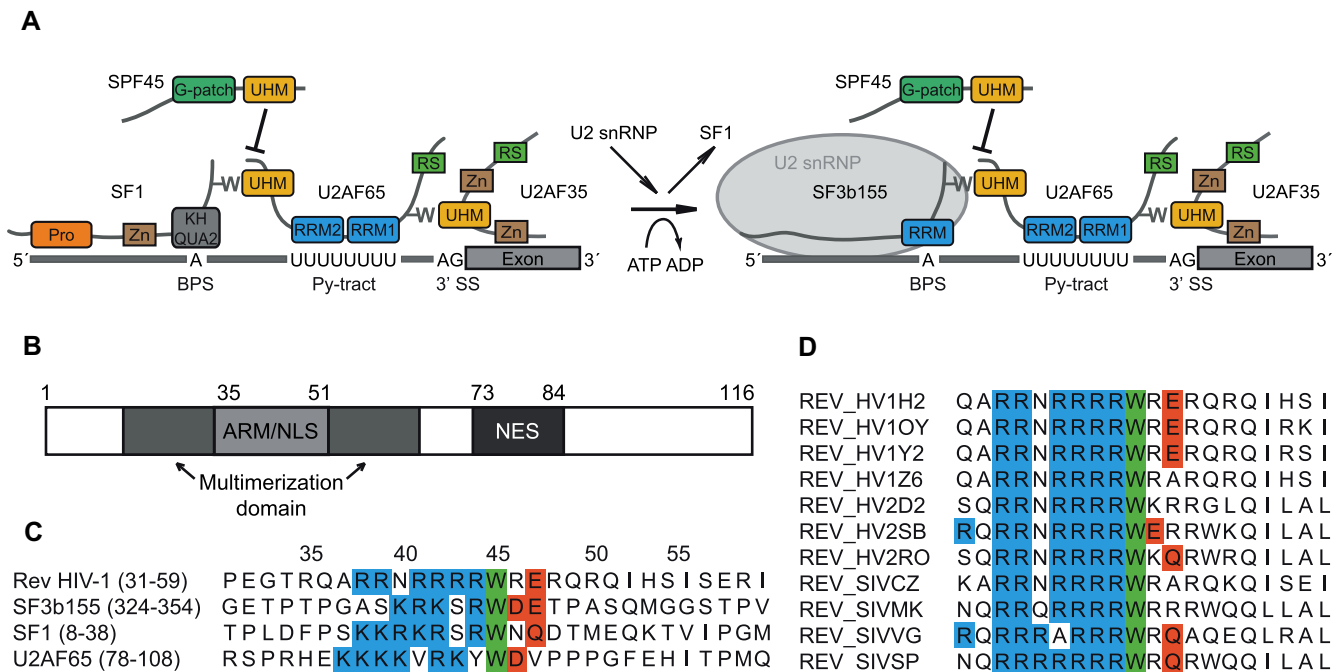 A
SPF45 G-patch UHM
SF1 W UHM U2AF65 RS Zn RS U2AF35
Pro Zn KH QUA2 RRM2 RRM1 W UHM Zn
5´ A UUUUUUUU AG Exon 3´
BPS Py-tract 3' SS
U2 snRNP SF1
ATP ADP
SPF45 G-patch UHM
U2 snRNP
SF3b155 W UHM U2AF65 RS Zn RS U2AF35
RRM RRM2 RRM1 W UHM Zn
5´ A UUUUUUUU AG Exon 3´
BPS Py-tract 3' SS
B
1 35 51 73 84 116
ARM/NLS NES
Multimerization
domain
C
35 40 45 50 55
Rev HIV-1 (31-59) PEGTRQARRNRRRRWRERQRQIHSISERI
SF3b155 (324-354) GETPTPGASKRKSRWDETPASQMGGSTPV
SF1 (8-38) TPLDFPSKKRKRSRWNQDTMEQKTVIPGM
U2AF65 (78-108) RSPRHEKKKKVRKYWDVPPPGFEHITPMQ
D
REV_HV1H2 QARRNRRRRWRERQRQIHSI
REV_HV1OY QARRNRRRRWRERQRQIRKI
REV_HV1Y2 QARRNRRRRWRERQRQIRSI
REV_HV1Z6 QARRNRRRRWRARQRQIHSI
REV_HV2D2 SQRRNRRRRWKRRGLQILAL
REV_HV2SB RQRRNRRRRWERRWKQILAL
REV_HV2RO SQRRNRRRRWKQRWRQILAL
REV_SIVCZ KARRNRRRRWRARQKQISEI
REV_SIVMK NQRRQRRRRWRRRWQQLLAL
REV_SIVVG RQRRRARRRWRQAQEQLRAL
REV_SIVSP NQRRRRRRRWRQRWQQILAL